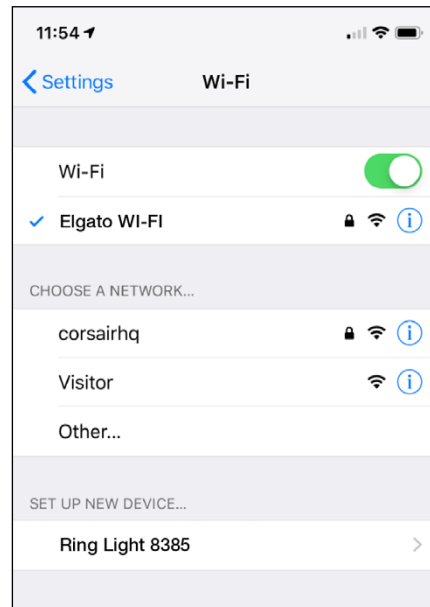 11:54
Settings Wi-Fi
Wi-Fi
Elgato WI-FI
CHOOSE A NETWORK...
corsairhq
Visitor
Other...
SET UP NEW DEVICE...
Ring Light 8385